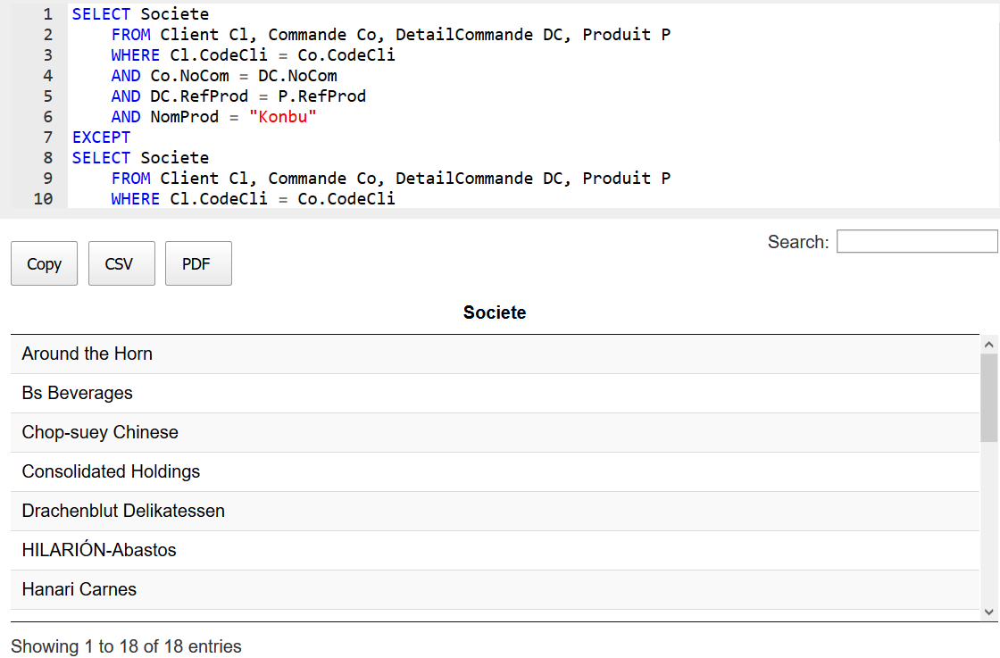 1 SELECT Societe
2 FROM Client Cl, Commande Co, DetailCommande DC, Produit P
3 WHERE Cl.CodeCli = Co.CodeCli
4 AND Co.NoCom = DC.NoCom
5 AND DC.RefProd = P.RefProd
6 AND NomProd = "Konbu"
7 EXCEPT
8 SELECT Societe
9 FROM Client Cl, Commande Co, DetailCommande DC, Produit P
10 WHERE Cl.CodeCli = Co.CodeCli
Copy CSV PDF Search:
Societe
Around the Horn
Bs Beverages
Chop-suey Chinese
Consolidated Holdings
Drachenblut Delikatessen
HILARIÓN-Abastos
Hanari Carnes
Showing 1 to 18 of 18 entries